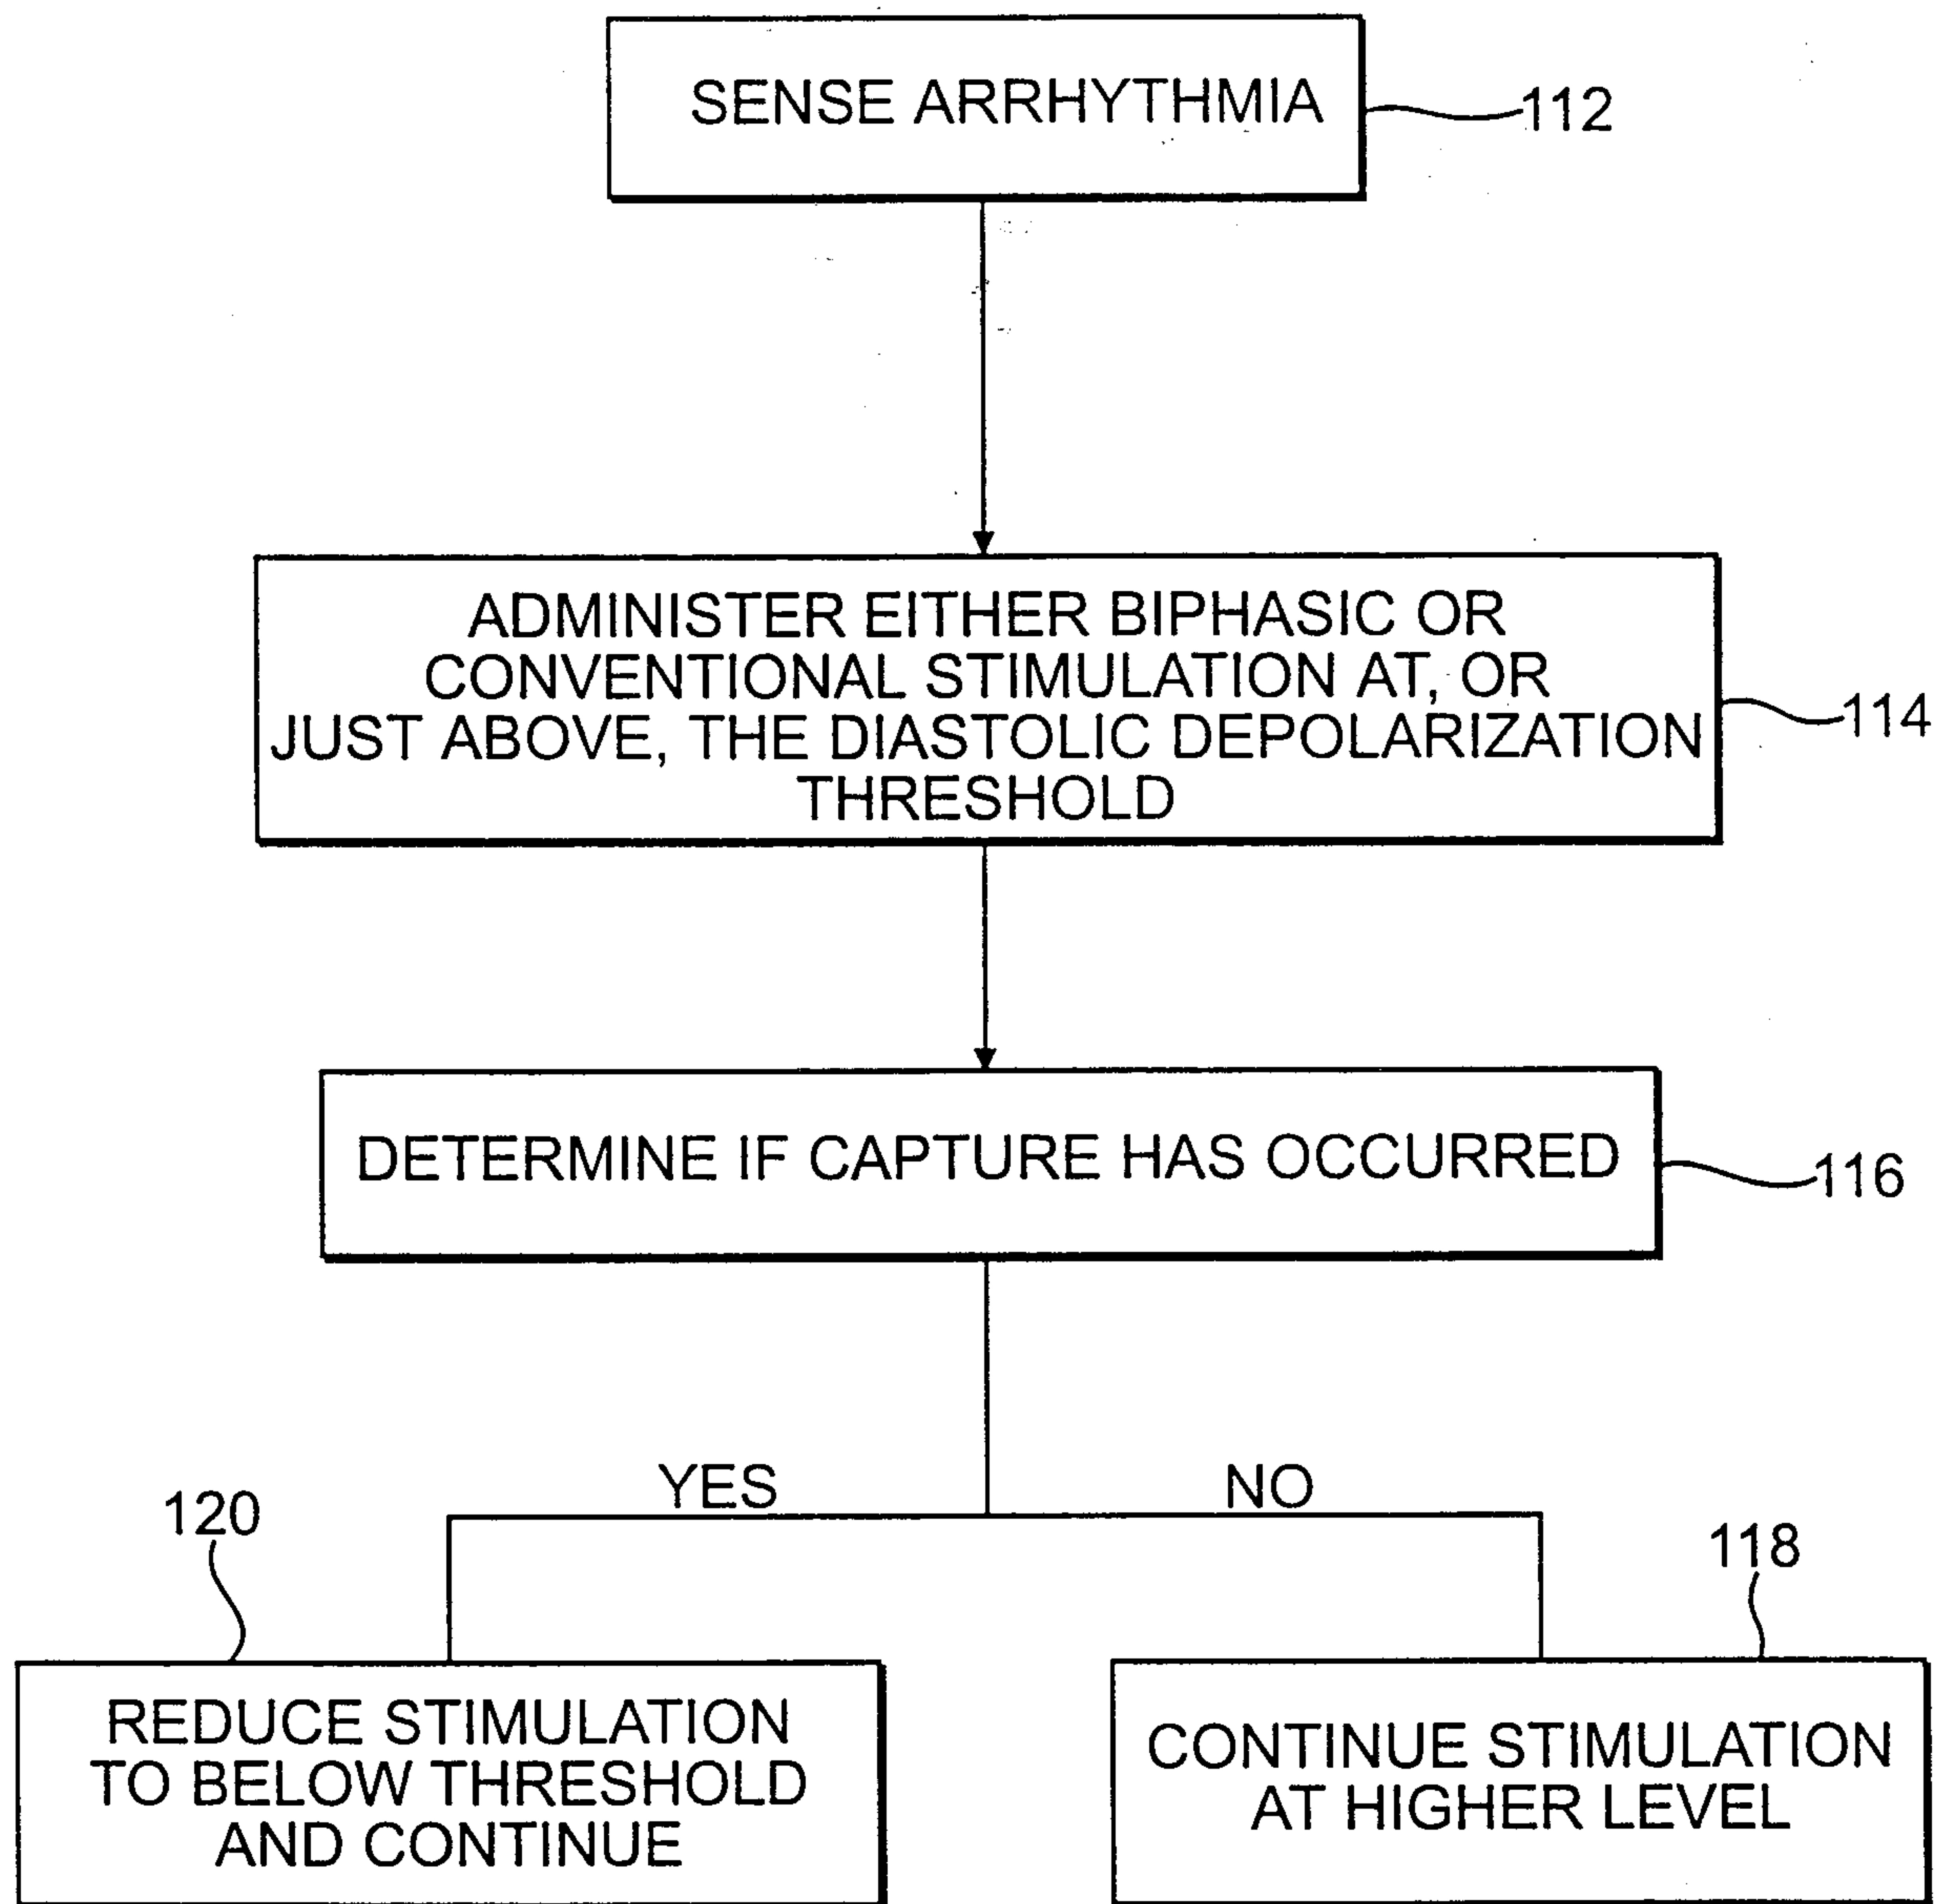 SENSE ARRHYTHMIA
112
ADMINISTER EITHER BIPHASIC OR
CONVENTIONAL STIMULATION AT, OR
JUST ABOVE, THE DIASTOLIC DEPOLARIZATION
THRESHOLD
114
DETERMINE IF CAPTURE HAS OCCURRED
116
YES
NO
120
118
REDUCE STIMULATION
TO BELOW THRESHOLD
AND CONTINUE
CONTINUE STIMULATION
AT HIGHER LEVEL